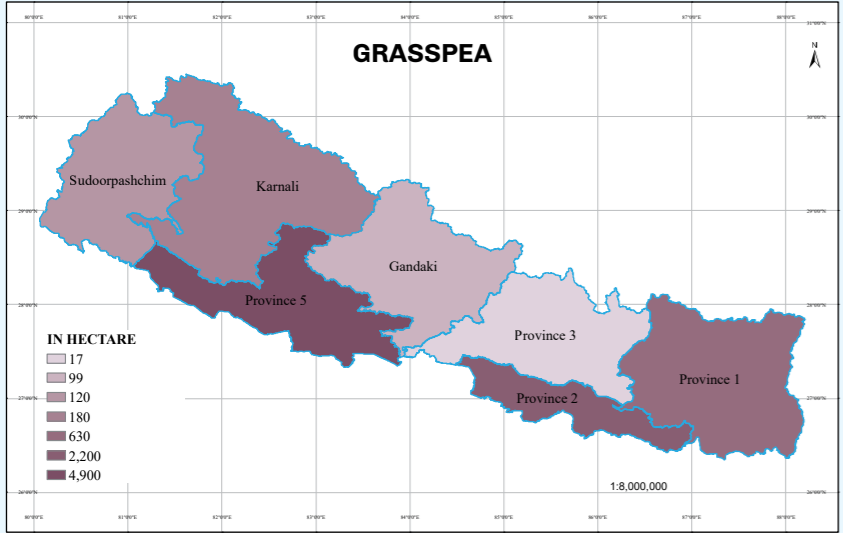 GRASSPEA
N
Sudoorpashchim
Karnali
Gandaki
Province 5
Province 3
Province 1
Province 2
IN HECTARE
17
99
120
180
630
2,200
4,900
1:8,000,000